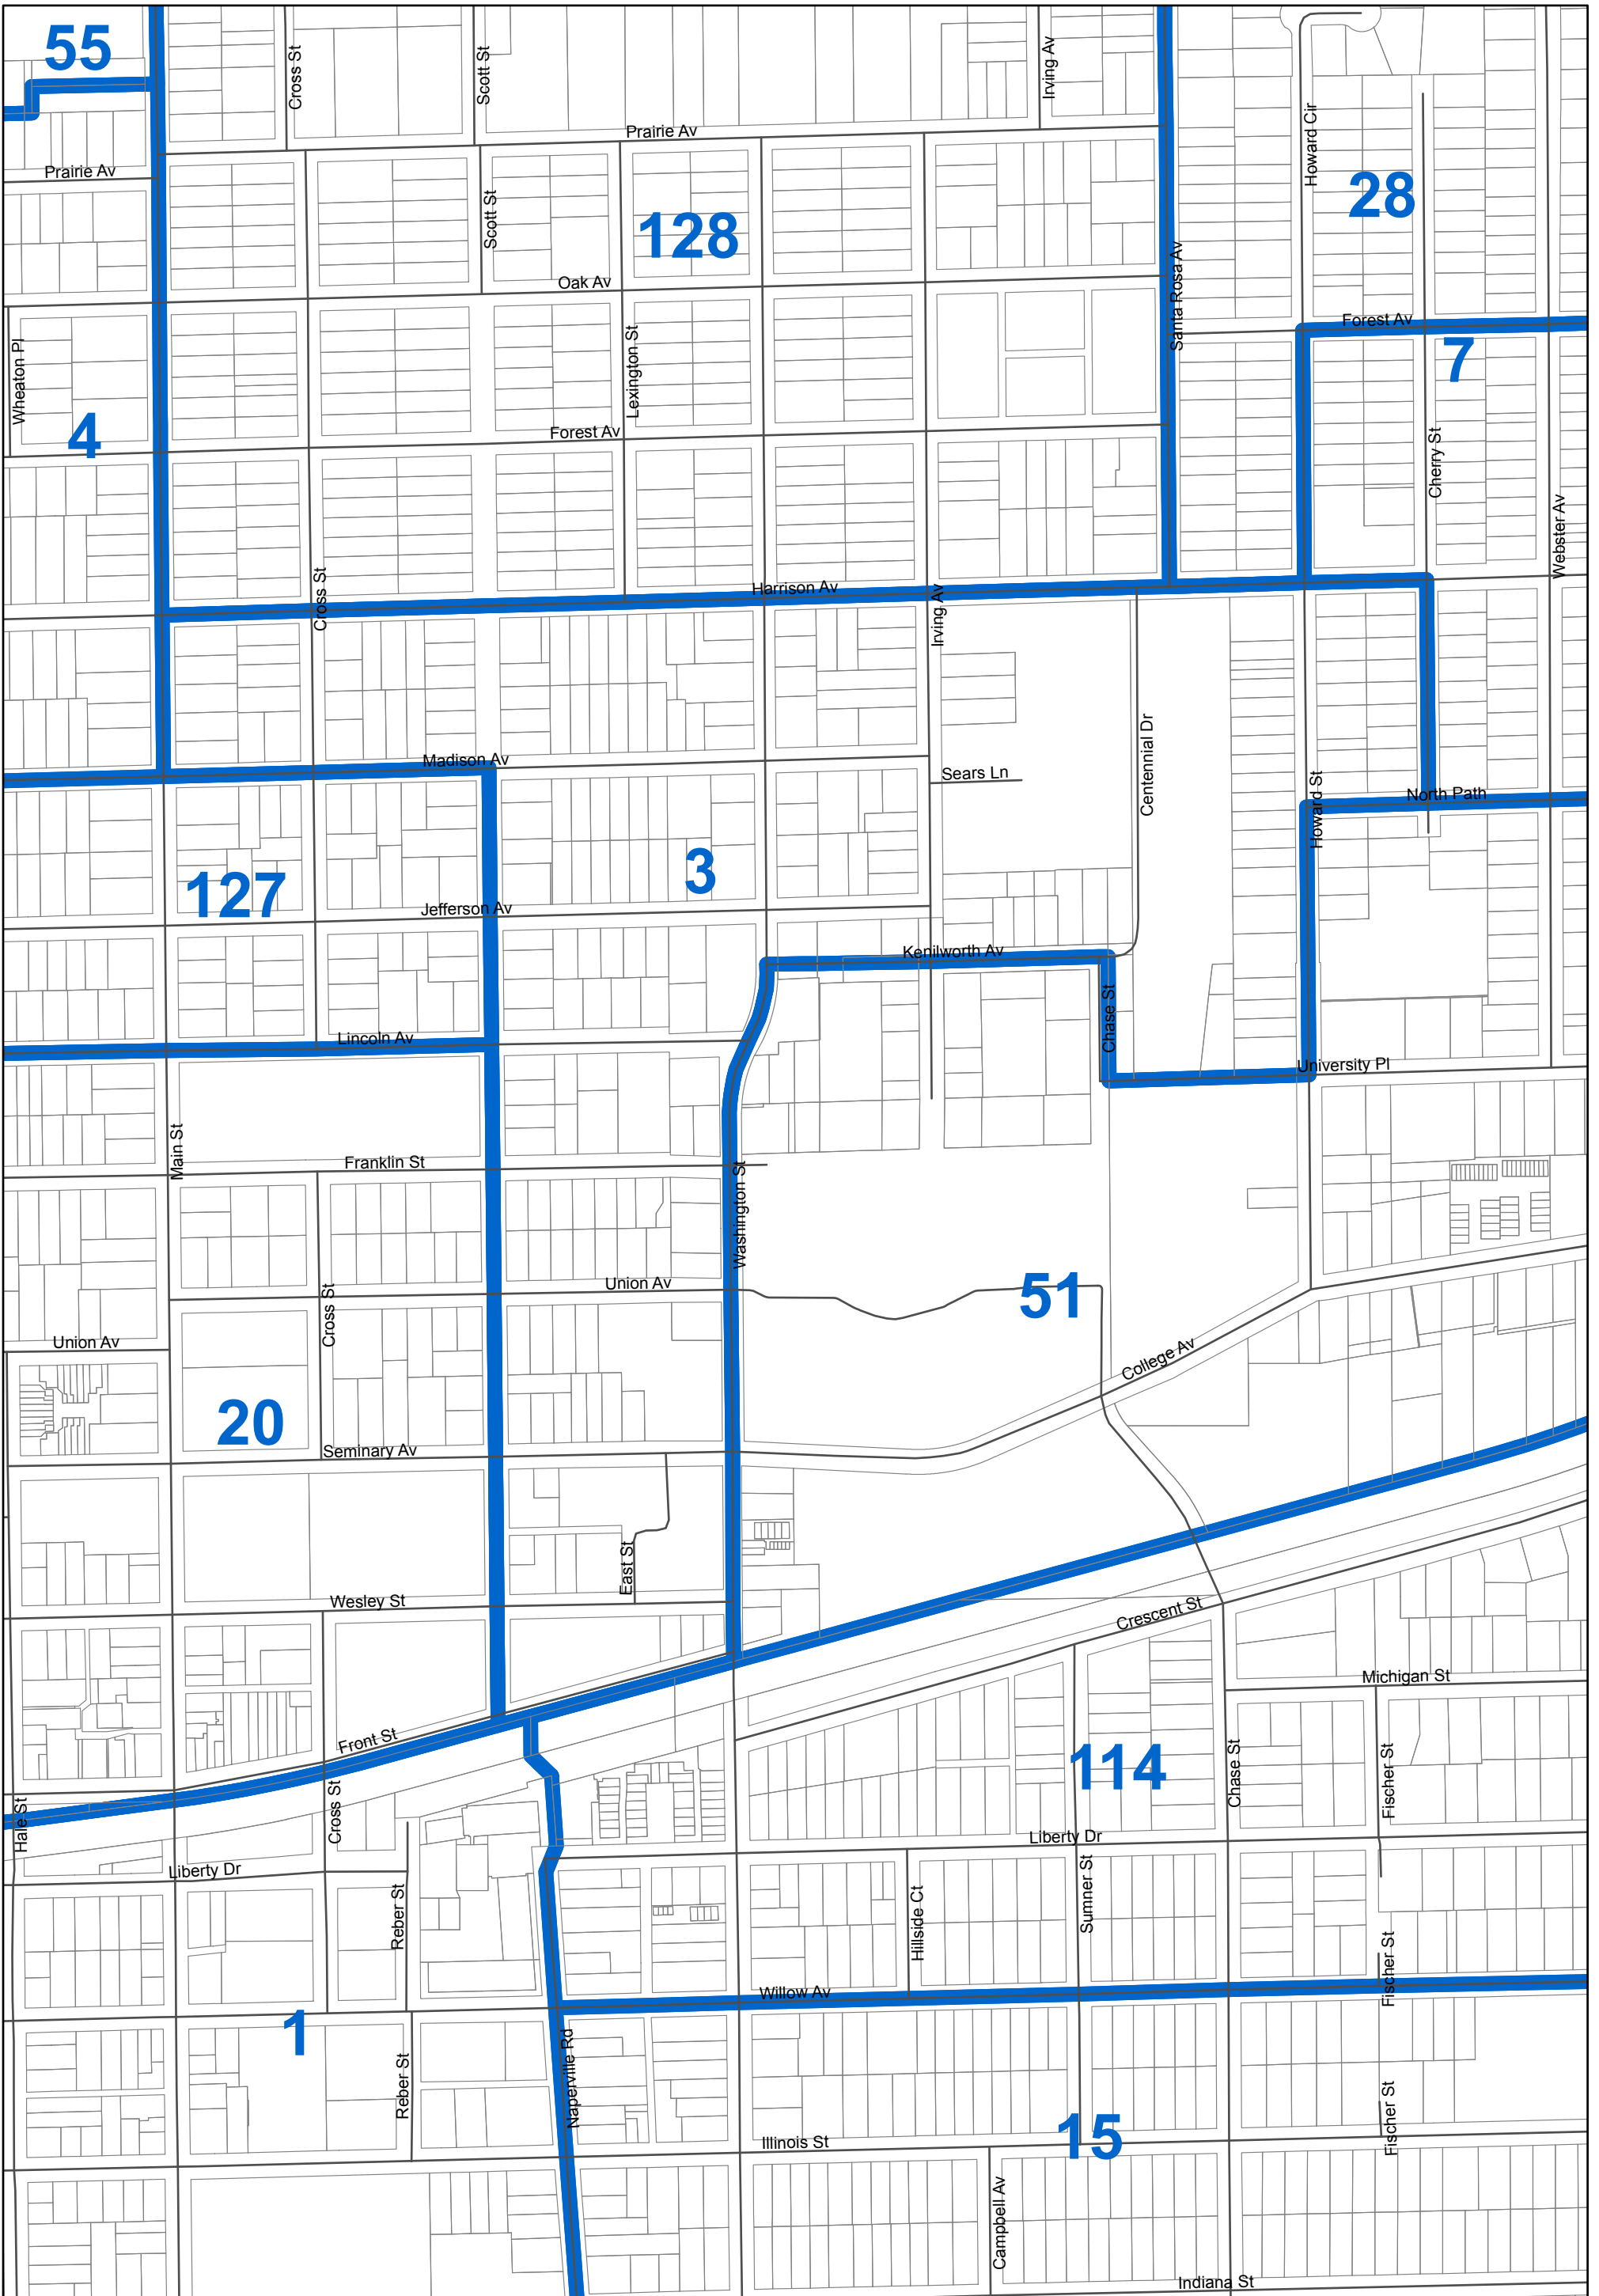 55
Cross St
Scott St
Irving Av
Prairie Av
Prairie Av
Howard Cir
28
Scott St
128
Santa Rosa Av
Oak Av
Wheaton Pl
Lexington St
Forest Av
7
4
Forest Av
Cherry St
Webster Av
Cross St
Harrison Av
Irving Av
Madison Av
Sears Ln
Centennial Dr
North Path
Howard St
127
3
Jefferson Av
Kenilworth Av
Chase St
Lincoln Av
University Pl
Main St
Franklin St
Washington St
Union Av
51
Cross St
Union Av
College Av
20
Seminary Av
East St
Wesley St
Crescent St
Michigan St
Front St
114
Chase St
Fischer St
Hale St
Cross St
Liberty Dr
Liberty Dr
Reber St
Hillside Ct
Sumner St
Fischer St
Willow Av
1
Naperville Rd
Reber St
Fischer St
15
Illinois St
Campbell Av
Indiana St